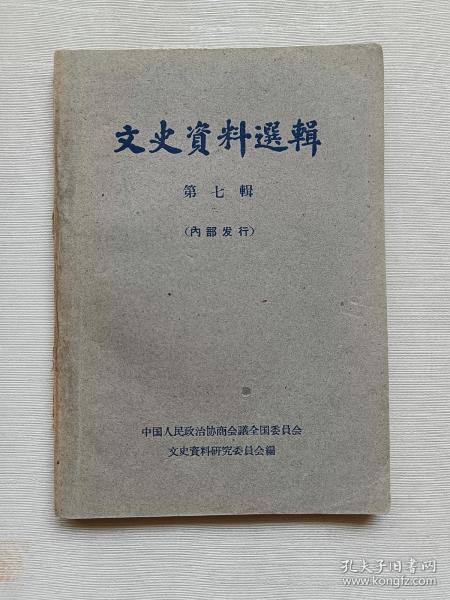 文史資料選輯
第七輯
（內部发行）
中国人民政治协商会議全国委員会
文史資料研究委員会編
孔夫子旧书网
www.kongfz.com